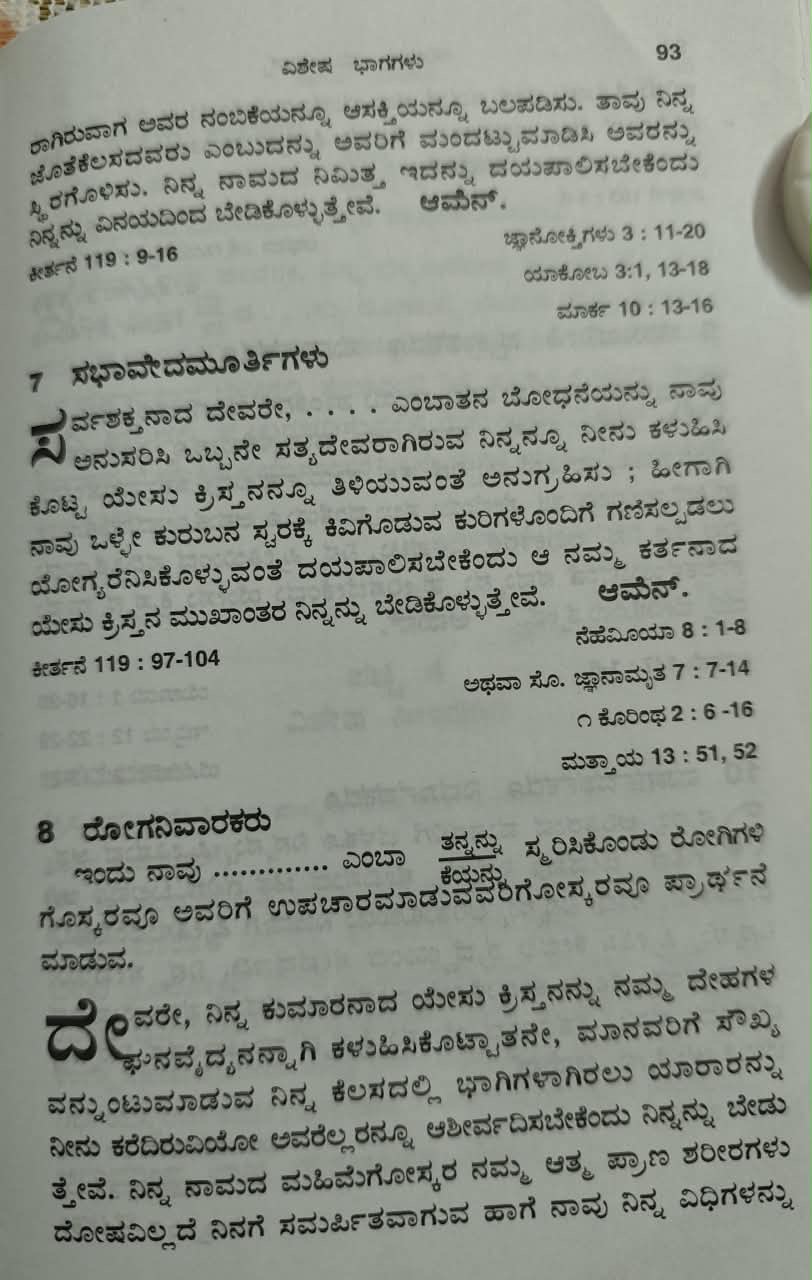 ವಿಶೇಷ ಭಾಗಗಳು 93
ರಾಗಿರುವಾಗ ಅವರ ನಂಬಿಕೆಯನ್ನೂ ಆಸಕ್ತಿಯನ್ನೂ ಬಲಪಡಿಸು. ತಾವು ನಿನ್ನ
ಜೊತೆಕೆಲಸದವರು ಎಂಬುದನ್ನು ಅವರಿಗೆ ಮಂದಟ್ಟುಮಾಡಿಸಿ ಅವರನ್ನು
ಸ್ಥಿರಗೊಳಿಸು. ನಿನ್ನ ನಾಮದ ನಿಮಿತ್ತ ಇದನ್ನು ದಯಪಾಲಿಸಬೇಕೆಂದು
ನಿನ್ನನ್ನು ವಿನಯದಿಂದ ಬೇಡಿಕೊಳ್ಳುತ್ತೇವೆ. ಆಮೆನ್.
ಕೀರ್ತನೆ 119 : 9-16 ಜ್ಞಾನೋಕ್ತಿಗಳು 3 : 11-20
ಯಾಕೋಬ 3:1, 13-18
ಮಾರ್ಕ 10 : 13-16
7 ಸಭಾವೇದಮೂರ್ತಿಗಳು
ಸರ್ವಶಕ್ತನಾದ ದೇವರೇ, . . . . ಎಂಬಾತನ ಬೋಧನೆಯನ್ನು ನಾವು
ಅನುಸರಿಸಿ ಒಬ್ಬನೇ ಸತ್ಯದೇವರಾಗಿರುವ ನಿನ್ನನ್ನೂ ನೀನು ಕಳುಹಿಸಿ
ಕೊಟ್ಟ ಯೇಸು ಕ್ರಿಸ್ತನನ್ನೂ ತಿಳಿಯುವಂತೆ ಅನುಗ್ರಹಿಸು ; ಹೀಗಾಗಿ
ನಾವು ಒಳ್ಳೇ ಕುರುಬನ ಸ್ವರಕ್ಕೆ ಕಿವಿಗೊಡುವ ಕುರಿಗಳೊಂದಿಗೆ ಗಣಿಸಲ್ಪಡಲು
ಯೋಗ್ಯರೆನಿಸಿಕೊಳ್ಳುವಂತೆ ದಯಪಾಲಿಸಬೇಕೆಂದು ಆ ನಮ್ಮ ಕರ್ತನಾದ
ಯೇಸು ಕ್ರಿಸ್ತನ ಮುಖಾಂತರ ನಿನ್ನನ್ನು ಬೇಡಿಕೊಳ್ಳುತ್ತೇವೆ. ಆಮೆನ್.
ಕೀರ್ತನೆ 119 : 97-104 ನೆಹೆಮಿಯಾ 8 : 1-8
ಅಥವಾ ಸೊ. ಜ್ಞಾನಾಮೃತ 7 : 7-14
೧ ಕೊರಿಂಥ 2 : 6 -16
ಮತ್ತಾಯ 13 : 51, 52
8 ರೋಗನಿವಾರಕರು
ಇಂದು ನಾವು ............. ಎಂಬಾ ತನ್ನನ್ನು ಸ್ಮರಿಸಿಕೊಂಡು ರೋಗಿಗಳಿ
ಕೆಯನ್ನು
ಗೊಸ್ಕರವೂ ಅವರಿಗೆ ಉಪಚಾರಮಾಡುವವರಿಗೋಸ್ಕರವೂ ಪ್ರಾರ್ಥನೆ
ಮಾಡುವ.
ದೇವರೇ, ನಿನ್ನ ಕುಮಾರನಾದ ಯೇಸು ಕ್ರಿಸ್ತನನ್ನು ನಮ್ಮ ದೇಹಗಳ
ಘನವೈದ್ಯನನ್ನಾಗಿ ಕಳುಹಿಸಿಕೊಟ್ಟಾತನೇ, ಮಾನವರಿಗೆ ಸೌಖ್ಯ
ವನ್ನುಂಟುಮಾಡುವ ನಿನ್ನ ಕೆಲಸದಲ್ಲಿ ಭಾಗಿಗಳಾಗಿರಲು ಯಾರಾರನ್ನು
ನೀನು ಕರೆದಿರುವಿಯೋ ಅವರೆಲ್ಲರನ್ನೂ ಆಶೀರ್ವದಿಸಬೇಕೆಂದು ನಿನ್ನನ್ನು ಬೇಡು
ತ್ತೇವೆ. ನಿನ್ನ ನಾಮದ ಮಹಿಮೆಗೋಸ್ಕರ ನಮ್ಮ ಆತ್ಮ ಪ್ರಾಣ ಶರೀರಗಳು
ದೋಷವಿಲ್ಲದೆ ನಿನಗೆ ಸಮರ್ಪಿತವಾಗುವ ಹಾಗೆ ನಾವು ನಿನ್ನ ವಿಧಿಗಳನ್ನು